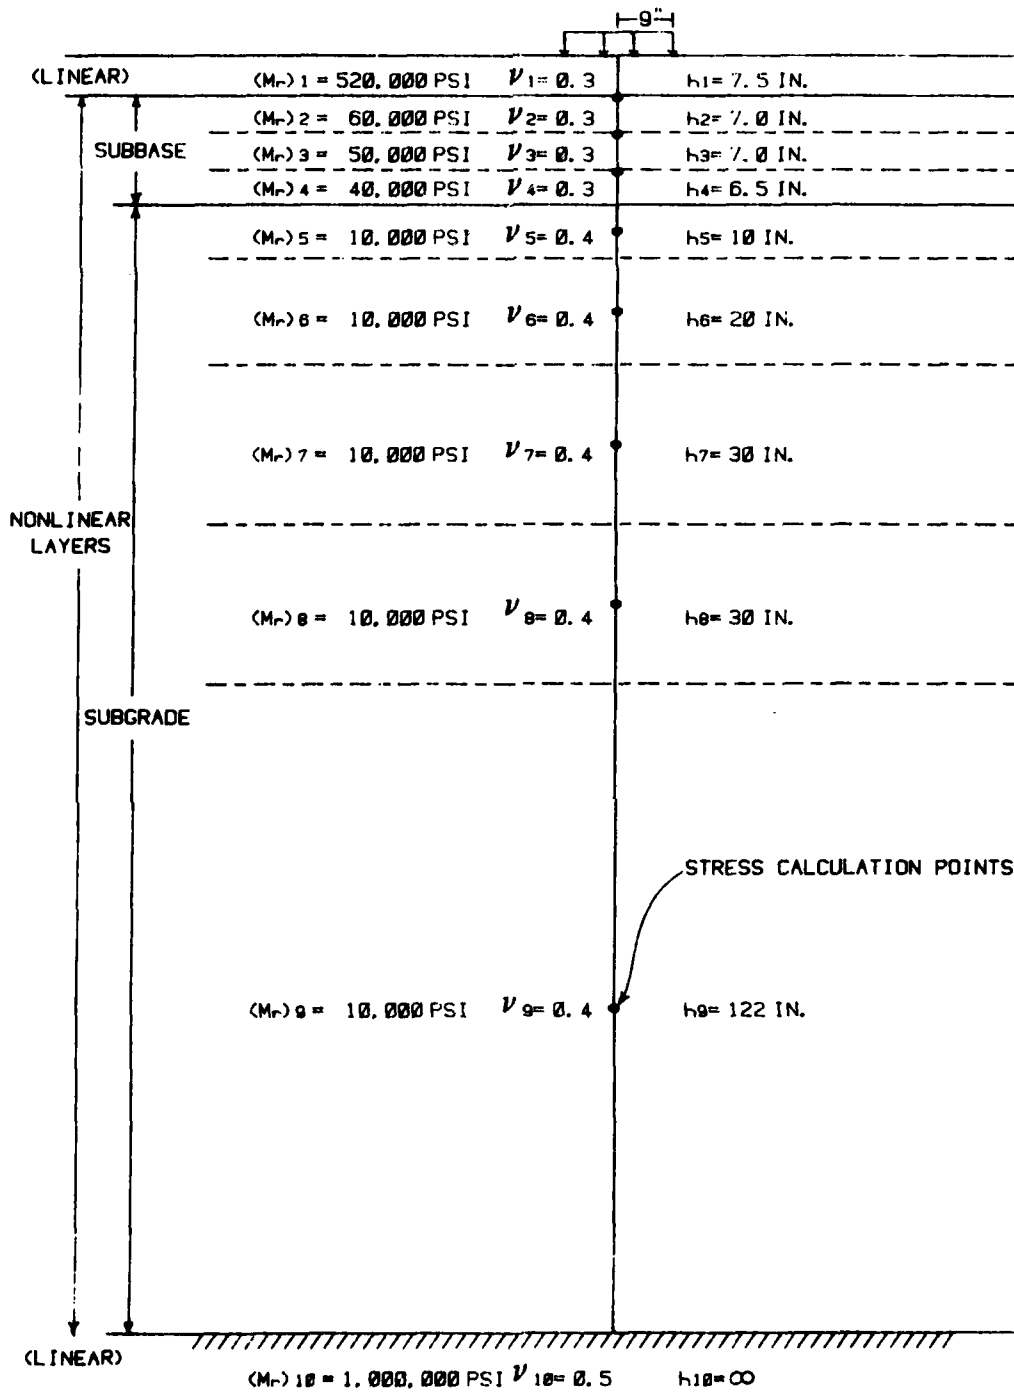 9"
(LINEAR) (Mr)1 = 520,000 PSI ν1= 0.3 h1= 7.5 IN.
(Mr)2 = 60,000 PSI ν2= 0.3 h2= 7.0 IN.
SUBBASE (Mr)3 = 50,000 PSI ν3= 0.3 h3= 7.0 IN.
(Mr)4 = 40,000 PSI ν4= 0.3 h4= 6.5 IN.
(Mr)5 = 10,000 PSI ν5= 0.4 h5= 10 IN.
(Mr)6 = 10,000 PSI ν6= 0.4 h6= 20 IN.
(Mr)7 = 10,000 PSI ν7= 0.4 h7= 30 IN.
NONLINEAR
LAYERS
(Mr)8 = 10,000 PSI ν8= 0.4 h8= 30 IN.
SUBGRADE
STRESS CALCULATION POINTS
(Mr)9 = 10,000 PSI ν9= 0.4 h9= 122 IN.
(LINEAR)
(Mr)10 = 1,000,000 PSI ν10= 0.5 h10=∞